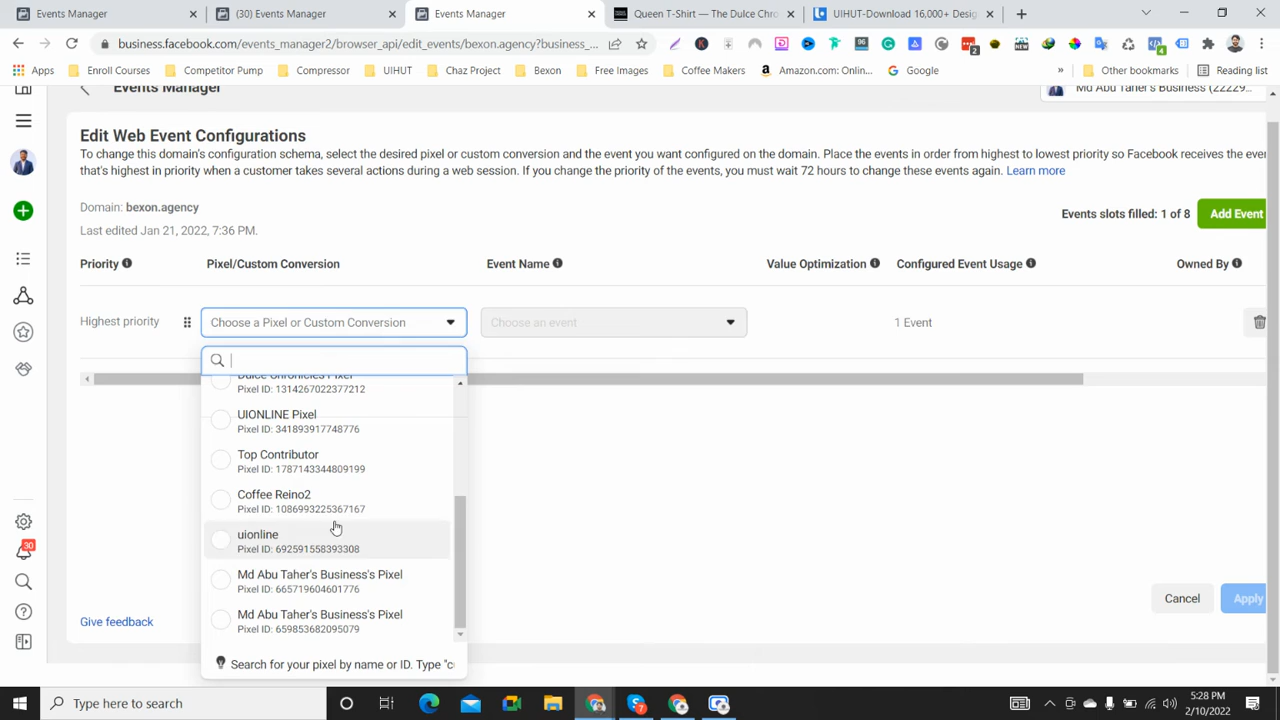 Events Manager
(30) Events Manager
Events Manager
Queen T-Shirt — The Dulce Chro
UIHUT-Download 16,000+ Desig
business.facebook.com/events_manager2/browser_api/edit_event/bexon.agency?business_...
Apps
Enroll Courses
Competitor Pump
Compressor
UIHUT
Chaz Project
Bexon
Free Images
Coffee Makers
Amazon.com: Onlin...
Google
»
Other bookmarks
Reading list
Events Manager
Md Abu Taher's Business (22229...
Edit Web Event Configurations
To change this domain's configuration schema, select the desired pixel or custom conversion and the event you want configured on the domain. Place the events in order from highest to lowest priority so Facebook receives the ever
that's highest in priority when a customer takes several actions during a web session. If you change the priority of the events, you must wait 72 hours to change these events again. Learn more
Domain: bexon.agency
Last edited Jan 21, 2022, 7:36 PM.
Events slots filled: 1 of 8
Add Event
Priority
Pixel/Custom Conversion
Event Name
Value Optimization
Configured Event Usage
Owned By
Highest priority
Choose a Pixel or Custom Conversion
Choose an event
1 Event
Dulce Chronicles Pixel
Pixel ID: 1314267022377212
UIONLINE Pixel
Pixel ID: 341893917748776
Top Contributor
Pixel ID: 1787143344809199
Coffee Reino2
Pixel ID: 1086993225367167
uionline
Pixel ID: 692591558393308
Md Abu Taher's Business's Pixel
Pixel ID: 665719604601776
Md Abu Taher's Business's Pixel
Pixel ID: 659853682095079
Search for your pixel by name or ID. Type "c
Give feedback
Cancel
Apply
30
Type here to search
7
5:28 PM
2/10/2022